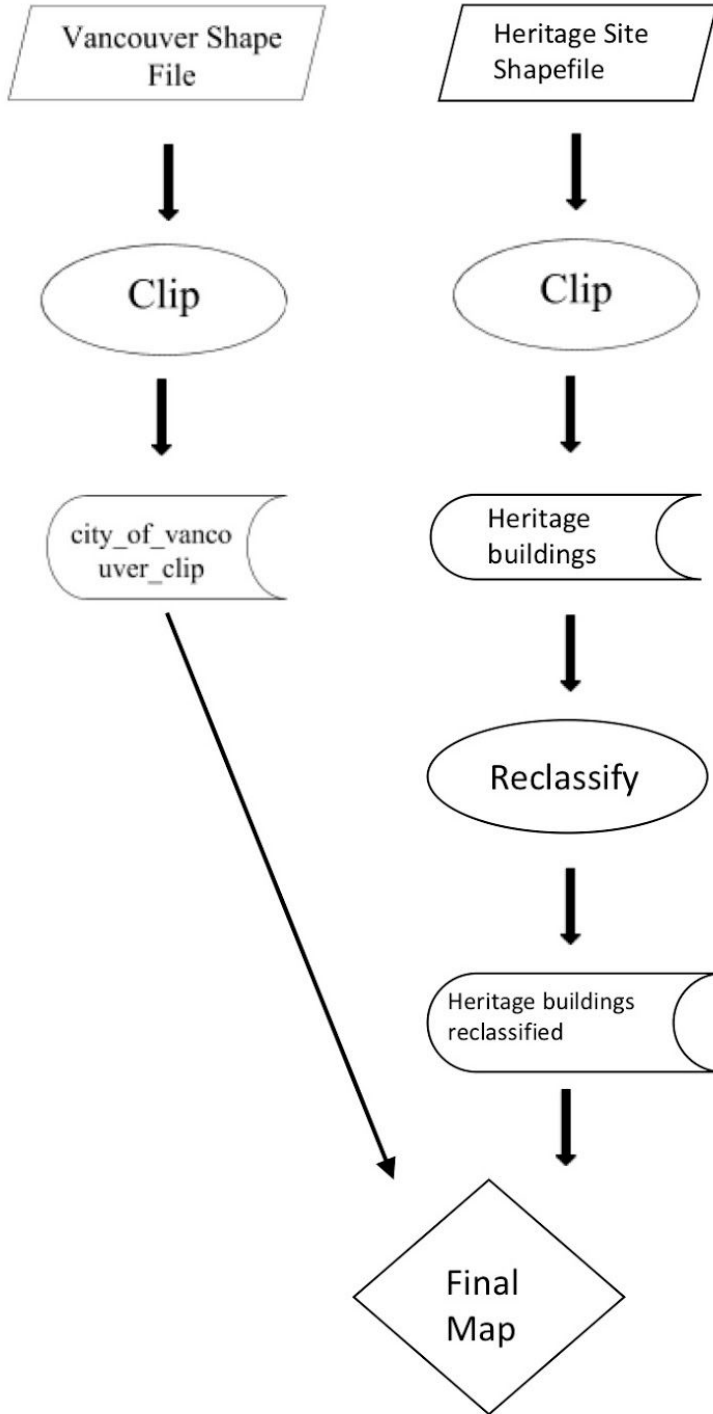 Vancouver Shape
File
Heritage Site
Shapefile
Clip
Clip
city_of_vanco
uver_clip
Heritage
buildings
Reclassify
Heritage buildings
reclassified
Final
Map